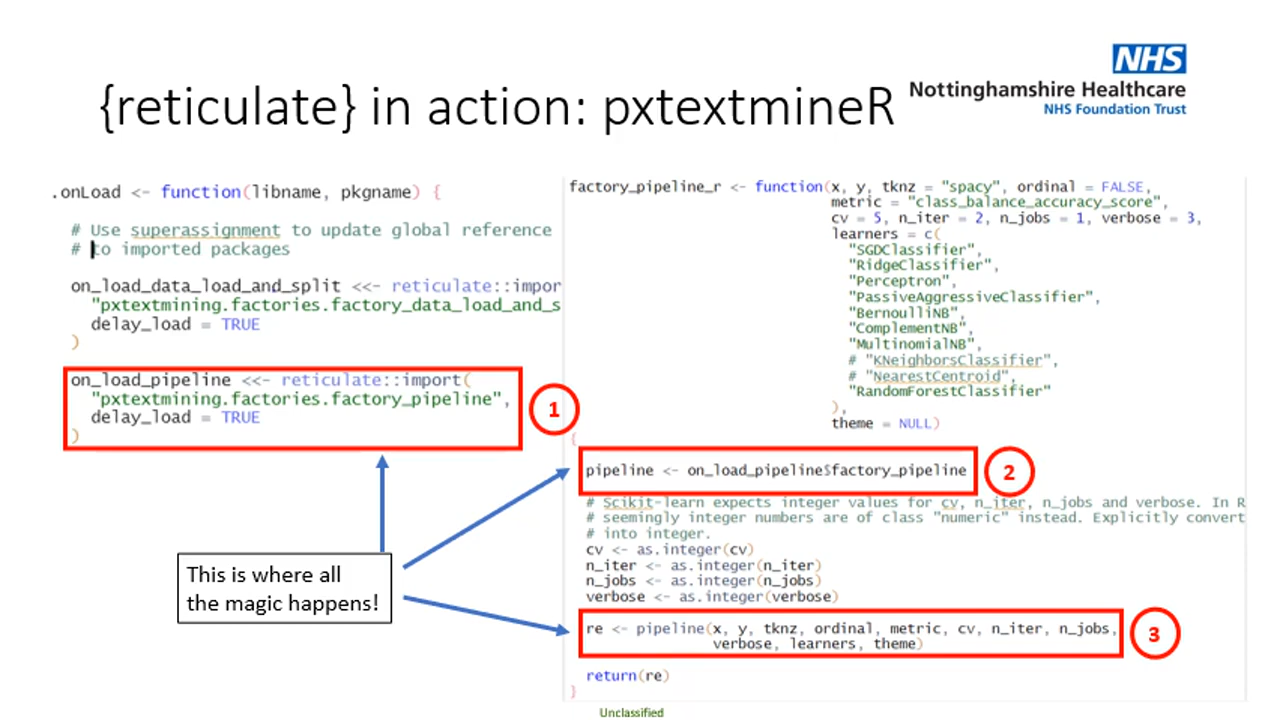 {reticulate} in action: pxtextmineR
NHS
Nottinghamshire Healthcare
NHS Foundation Trust
.onLoad <- function(libname, pkgname) {
# Use superassignment to update global reference
# to imported packages
on_load_data_load_and_split <<- reticulate::impor
"pxtextmining.factories.factory_data_load_and_s
delay_load = TRUE
)
on_load_pipeline <<- reticulate::import(
"pxtextmining.factories.factory_pipeline",
delay_load = TRUE
)
1
This is where all
the magic happens!
factory_pipeline_r <- function(x, y, tknz = "spacy", ordinal = FALSE,
metric = "class_balance_accuracy_score",
cv = 5, n_iter = 2, n_jobs = 1, verbose = 3,
learners = c(
"SGDClassifier",
"RidgeClassifier",
"Perceptron",
"PassiveAggressiveClassifier",
"BernoulliNB",
"ComplementNB",
"MultinomialNB",
# "KNeighborsClassifier",
# "NearestCentroid",
"RandomForestClassifier"
),
theme = NULL)
{
pipeline <- on_load_pipeline$factory_pipeline
2
# Scikit-learn expects integer values for cv, n_iter, n_jobs and verbose. In R
# seemingly integer numbers are of class "numeric" instead. Explicitly convert
# into integer.
cv <- as.integer(cv)
n_iter <- as.integer(n_iter)
n_jobs <- as.integer(n_jobs)
verbose <- as.integer(verbose)
re <- pipeline(x, y, tknz, ordinal, metric, cv, n_iter, n_jobs,
verbose, learners, theme)
3
return(re)
}
Unclassified